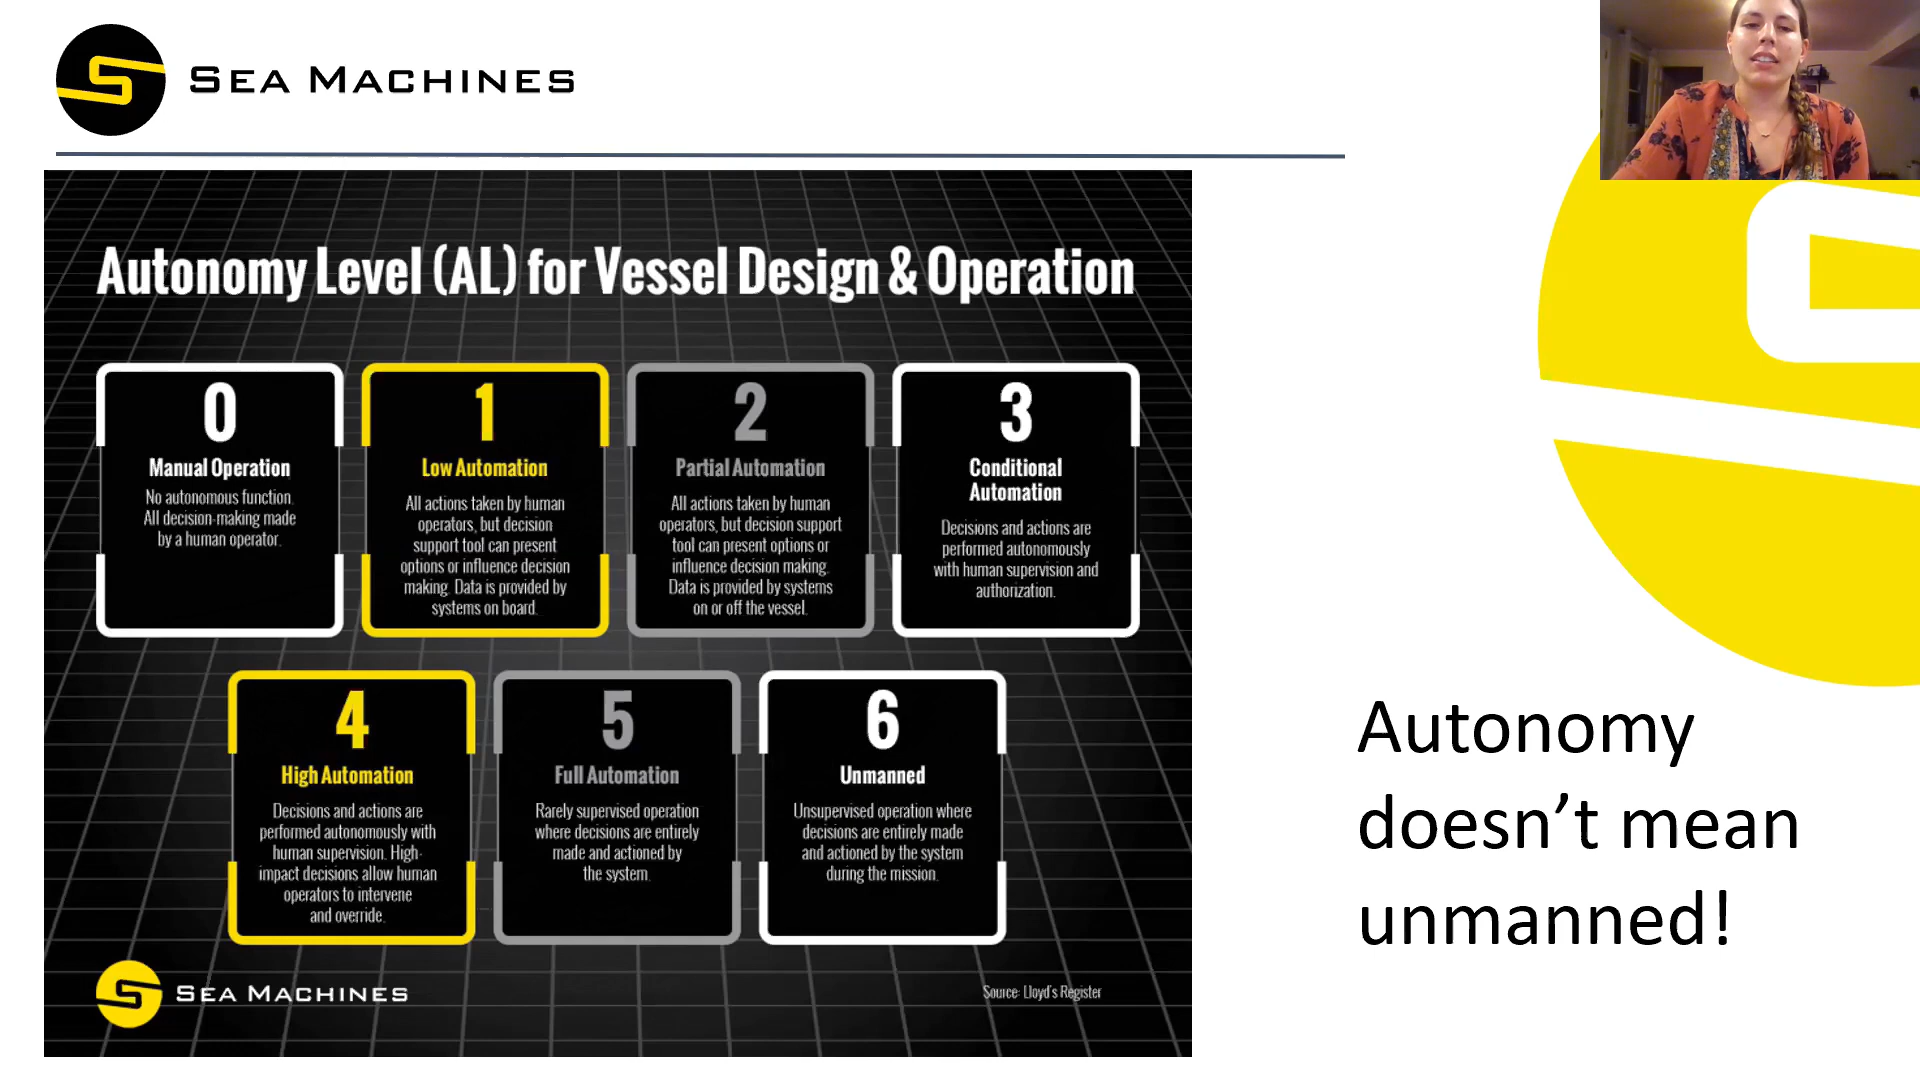 SEA MACHINES
Autonomy Level (AL) for Vessel Design & Operation
0
Manual Operation
No autonomous function.
All decision-making made
by a human operator.
1
Low Automation
All actions taken by human
operators, but decision
support tool can present
options or influence decision
making. Data is provided by
systems on board.
2
Partial Automation
All actions taken by human
operators, but decision support
tool can present options or
influence decision making.
Data is provided by systems
on or off the vessel.
3
Conditional
Automation
Decisions and actions are
performed autonomously
with human supervision and
authorization.
4
High Automation
Decisions and actions are
performed autonomously with
human supervision. High-
impact decisions allow human
operators to intervene
and override.
5
Full Automation
Rarely supervised operation
where decisions are entirely
made and actioned by
the system.
6
Unmanned
Unsupervised operation where
decisions are entirely made
and actioned by the system
during the mission.
SEA MACHINES
Source: Lloyd's Register
Autonomy
doesn’t mean
unmanned!